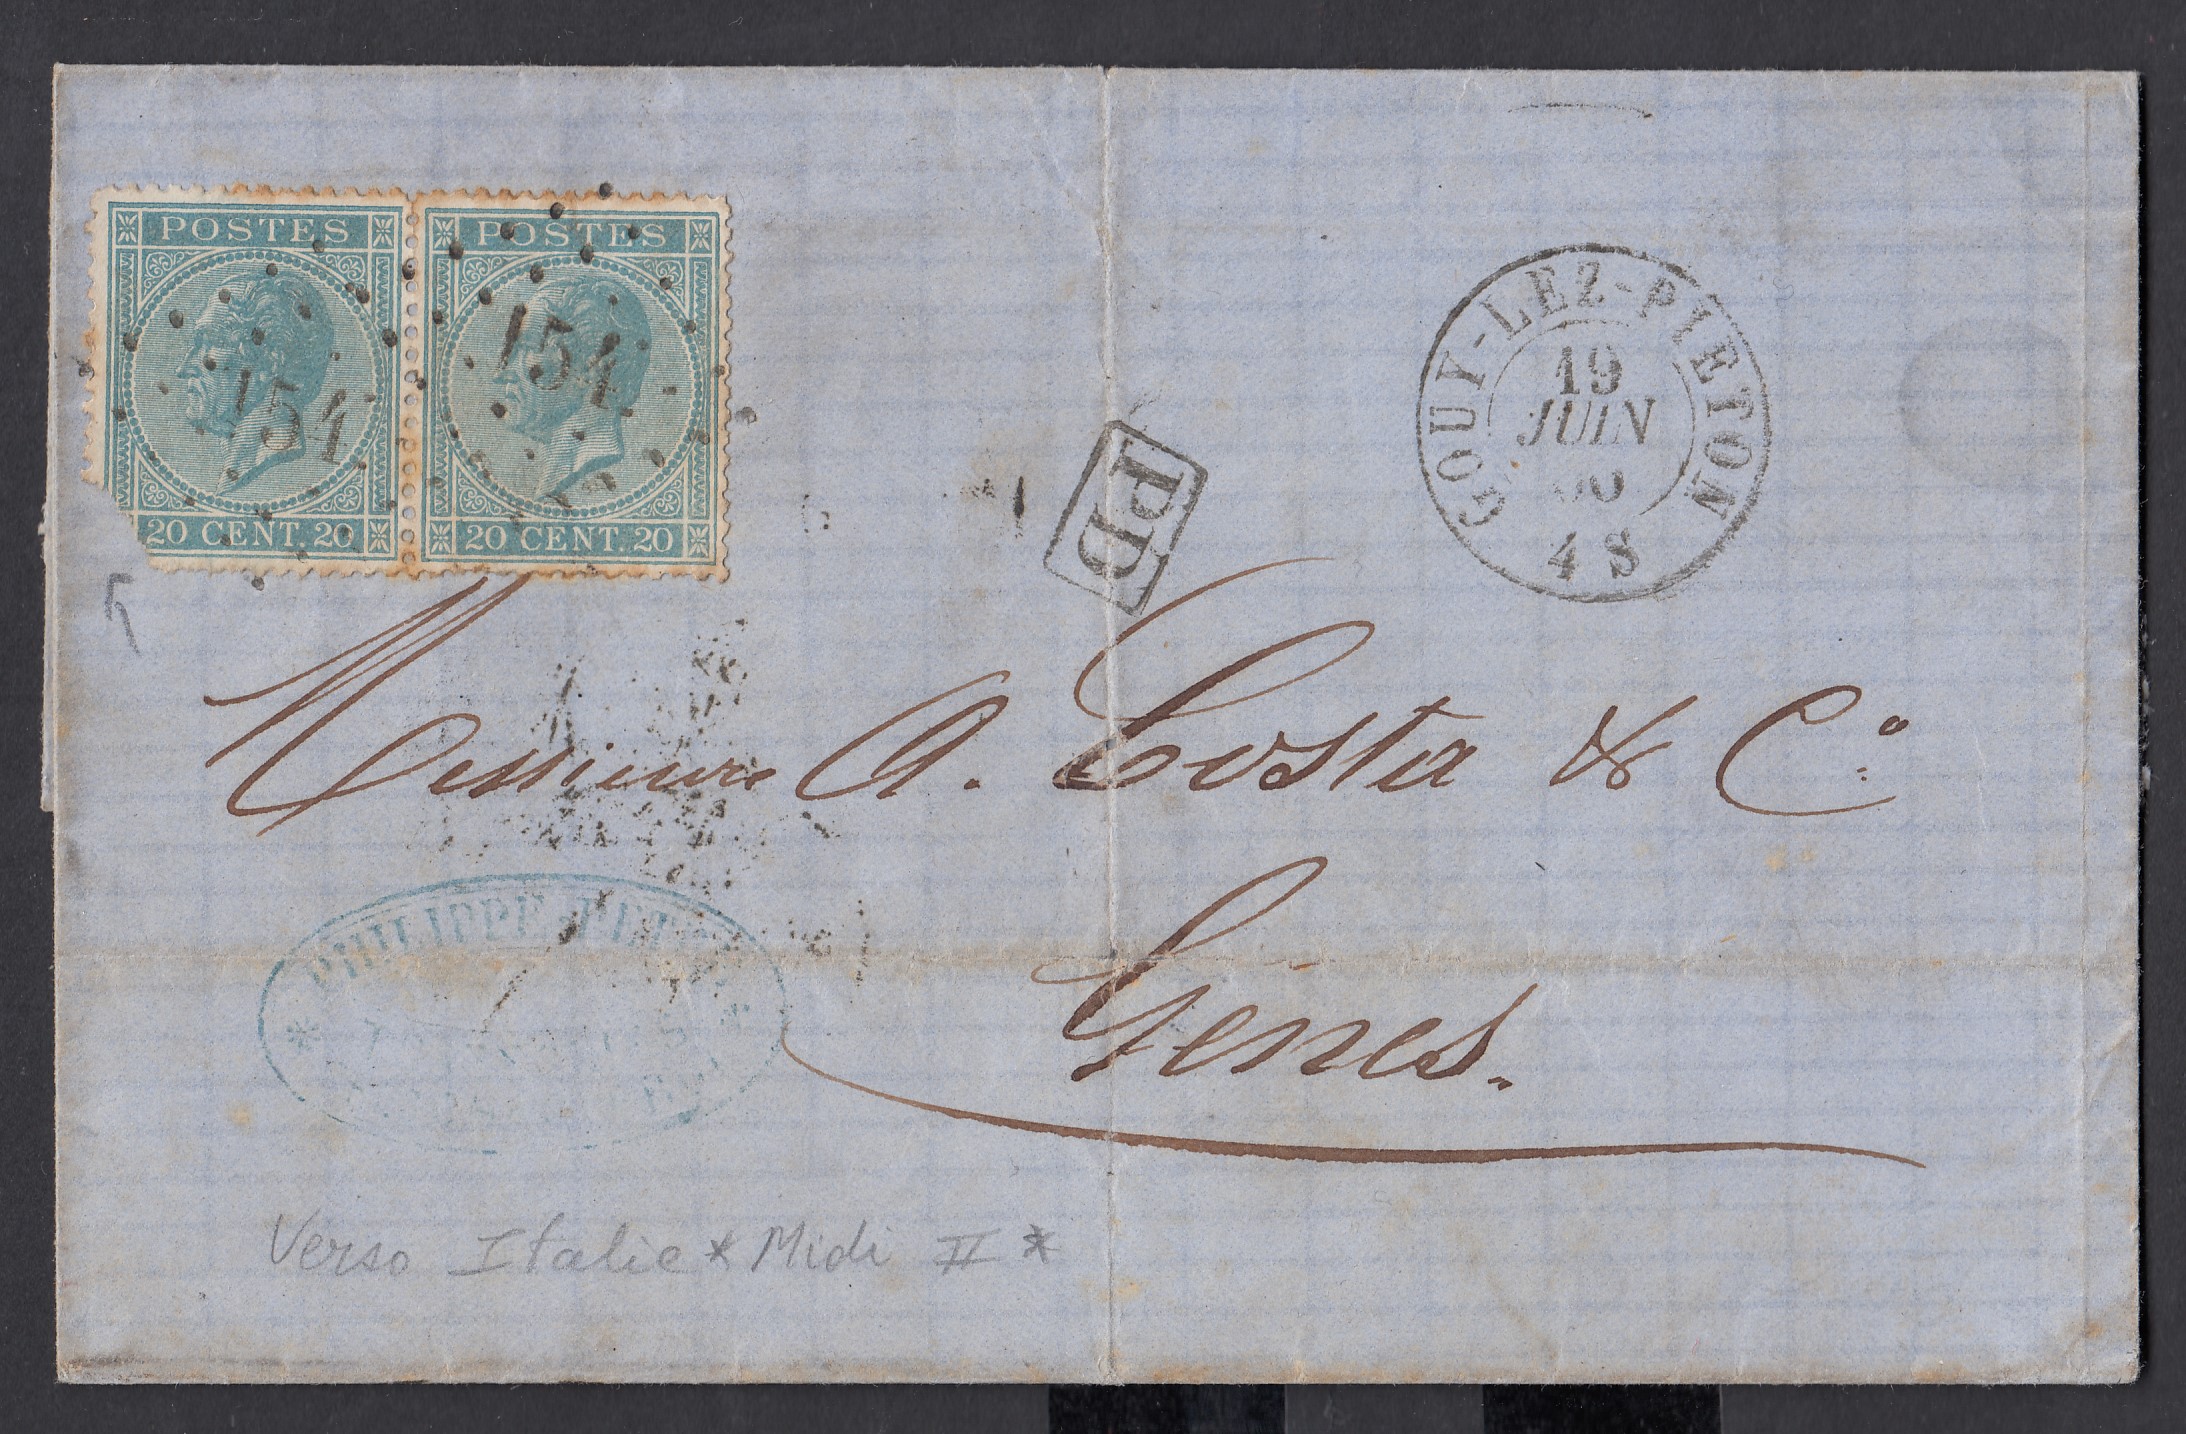 POSTES POSTES
154 154
20 CENT. 20 20 CENT. 20
PD
GOUY-LEZ-PIETON
19
JUIN
4 S
Messieurs A. Costa & Cº
Gênes.
PHILIPPE
Verso Italie * Midi II *